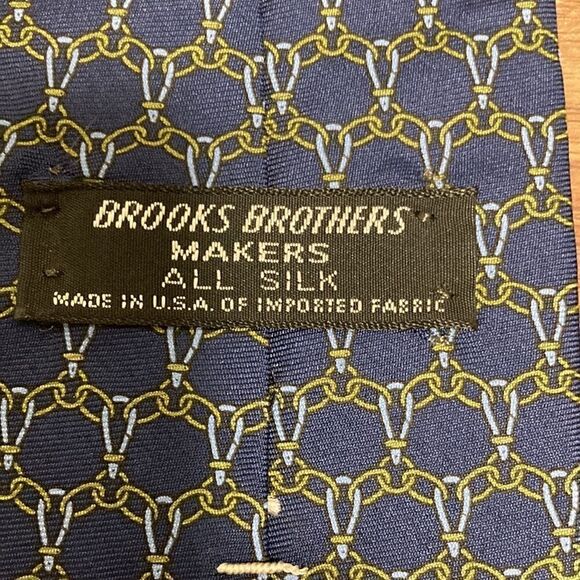 BROOKS BROTHERS
MAKERS
ALL SILK
MADE IN U.S.A. OF IMPORTED FABRIC